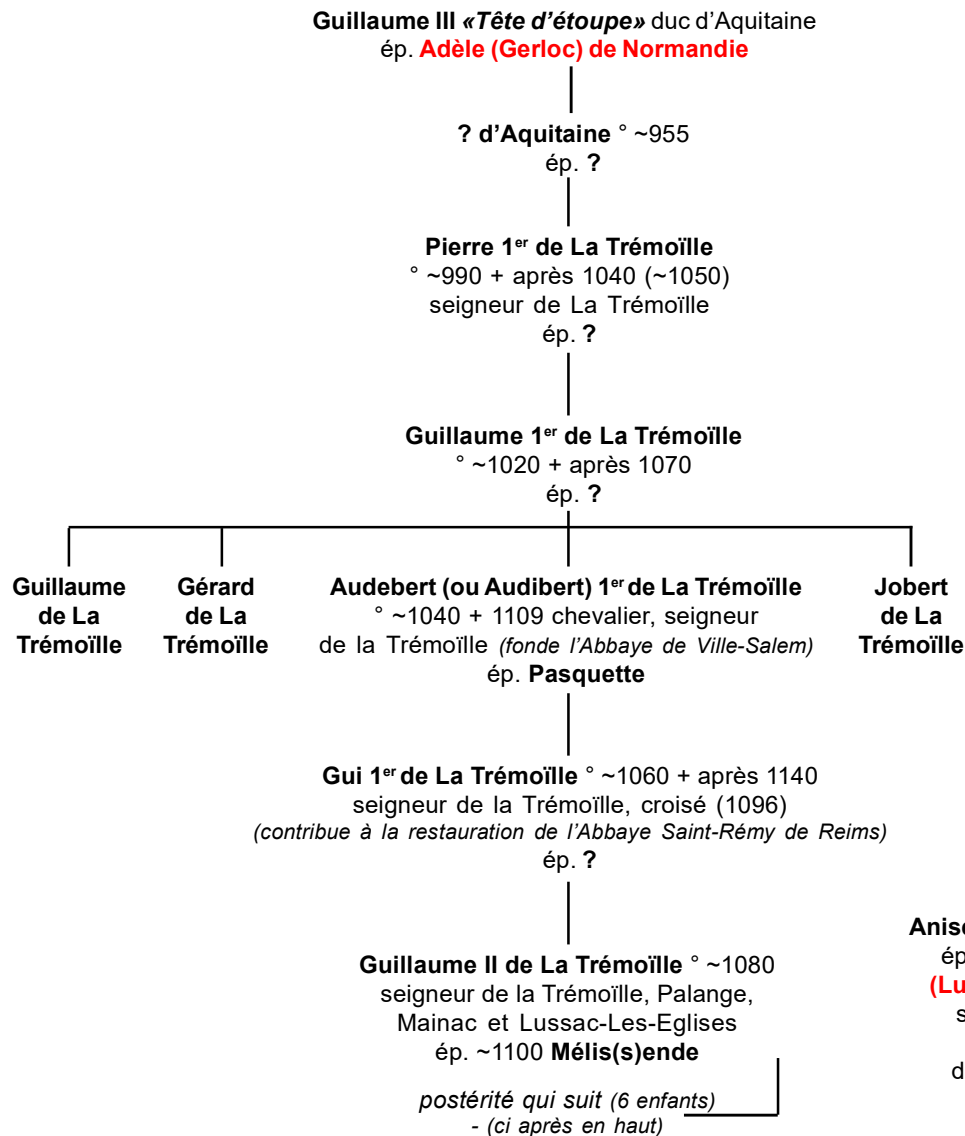 Guillaume III «Tête d’étoupe» duc d’Aquitaine
ép. Adèle (Gerloc) de Normandie
? d’Aquitaine ° ~955
ép. ?
Pierre 1er de La Trémoïlle
° ~990 + après 1040 (~1050)
seigneur de La Trémoïlle
ép. ?
Guillaume 1er de La Trémoïlle
° ~1020 + après 1070
ép. ?
Guillaume
de La
Trémoïlle
Gérard
de La
Trémoïlle
Audebert (ou Audibert) 1er de La Trémoïlle
° ~1040 + 1109 chevalier, seigneur
de la Trémoïlle (fonde l’Abbaye de Ville-Salem)
ép. Pasquette
Jobert
de La
Trémoïlle
Gui 1er de La Trémoïlle ° ~1060 + après 1140
seigneur de la Trémoïlle, croisé (1096)
(contribue à la restauration de l’Abbaye Saint-Rémy de Reims)
ép. ?
Guillaume II de La Trémoïlle ° ~1080
seigneur de la Trémoïlle, Palange,
Mainac et Lussac-Les-Eglises
ép. ~1100 Mélis(s)ende
postérité qui suit (6 enfants)
- (ci après en haut)